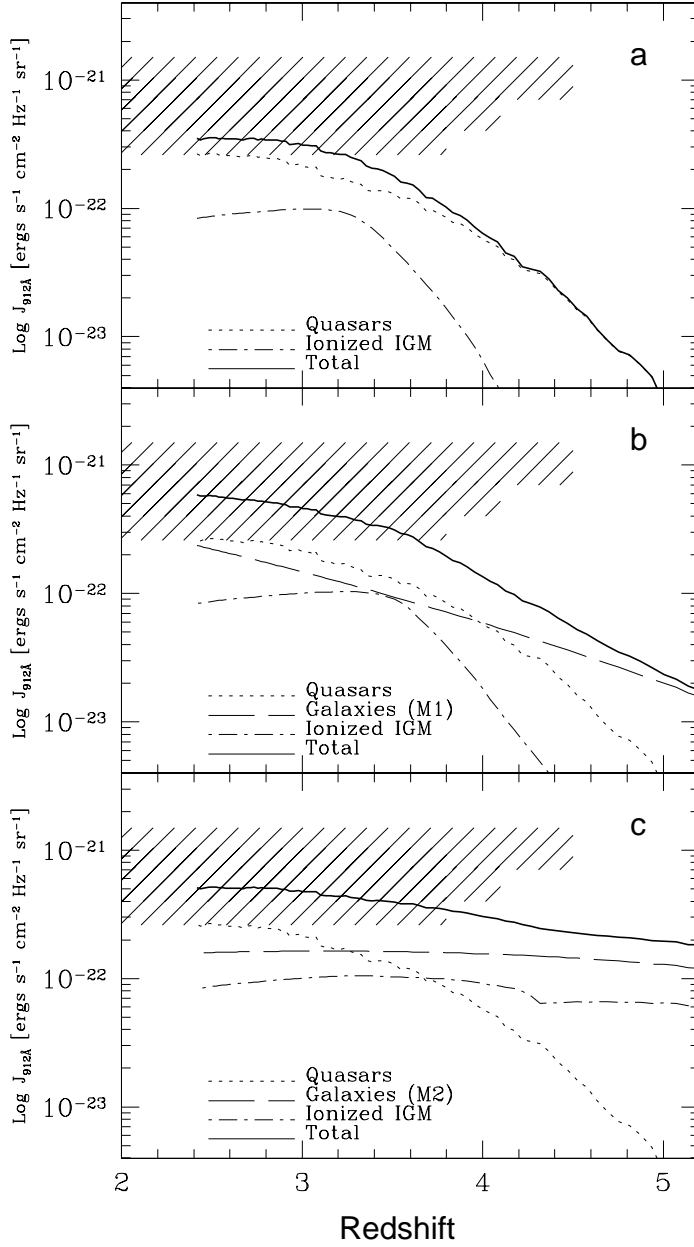 a
10⁻²¹
10⁻²²
10⁻²³
Log J₉₁₂Å [ergs s⁻¹ cm⁻² Hz⁻¹ sr⁻¹]
Quasars
Ionized IGM
Total
b
10⁻²¹
10⁻²²
10⁻²³
Log J₉₁₂Å [ergs s⁻¹ cm⁻² Hz⁻¹ sr⁻¹]
Quasars
Galaxies (M1)
Ionized IGM
Total
c
10⁻²¹
10⁻²²
10⁻²³
Log J₉₁₂Å [ergs s⁻¹ cm⁻² Hz⁻¹ sr⁻¹]
Quasars
Galaxies (M2)
Ionized IGM
Total
2 3 4 5
Redshift